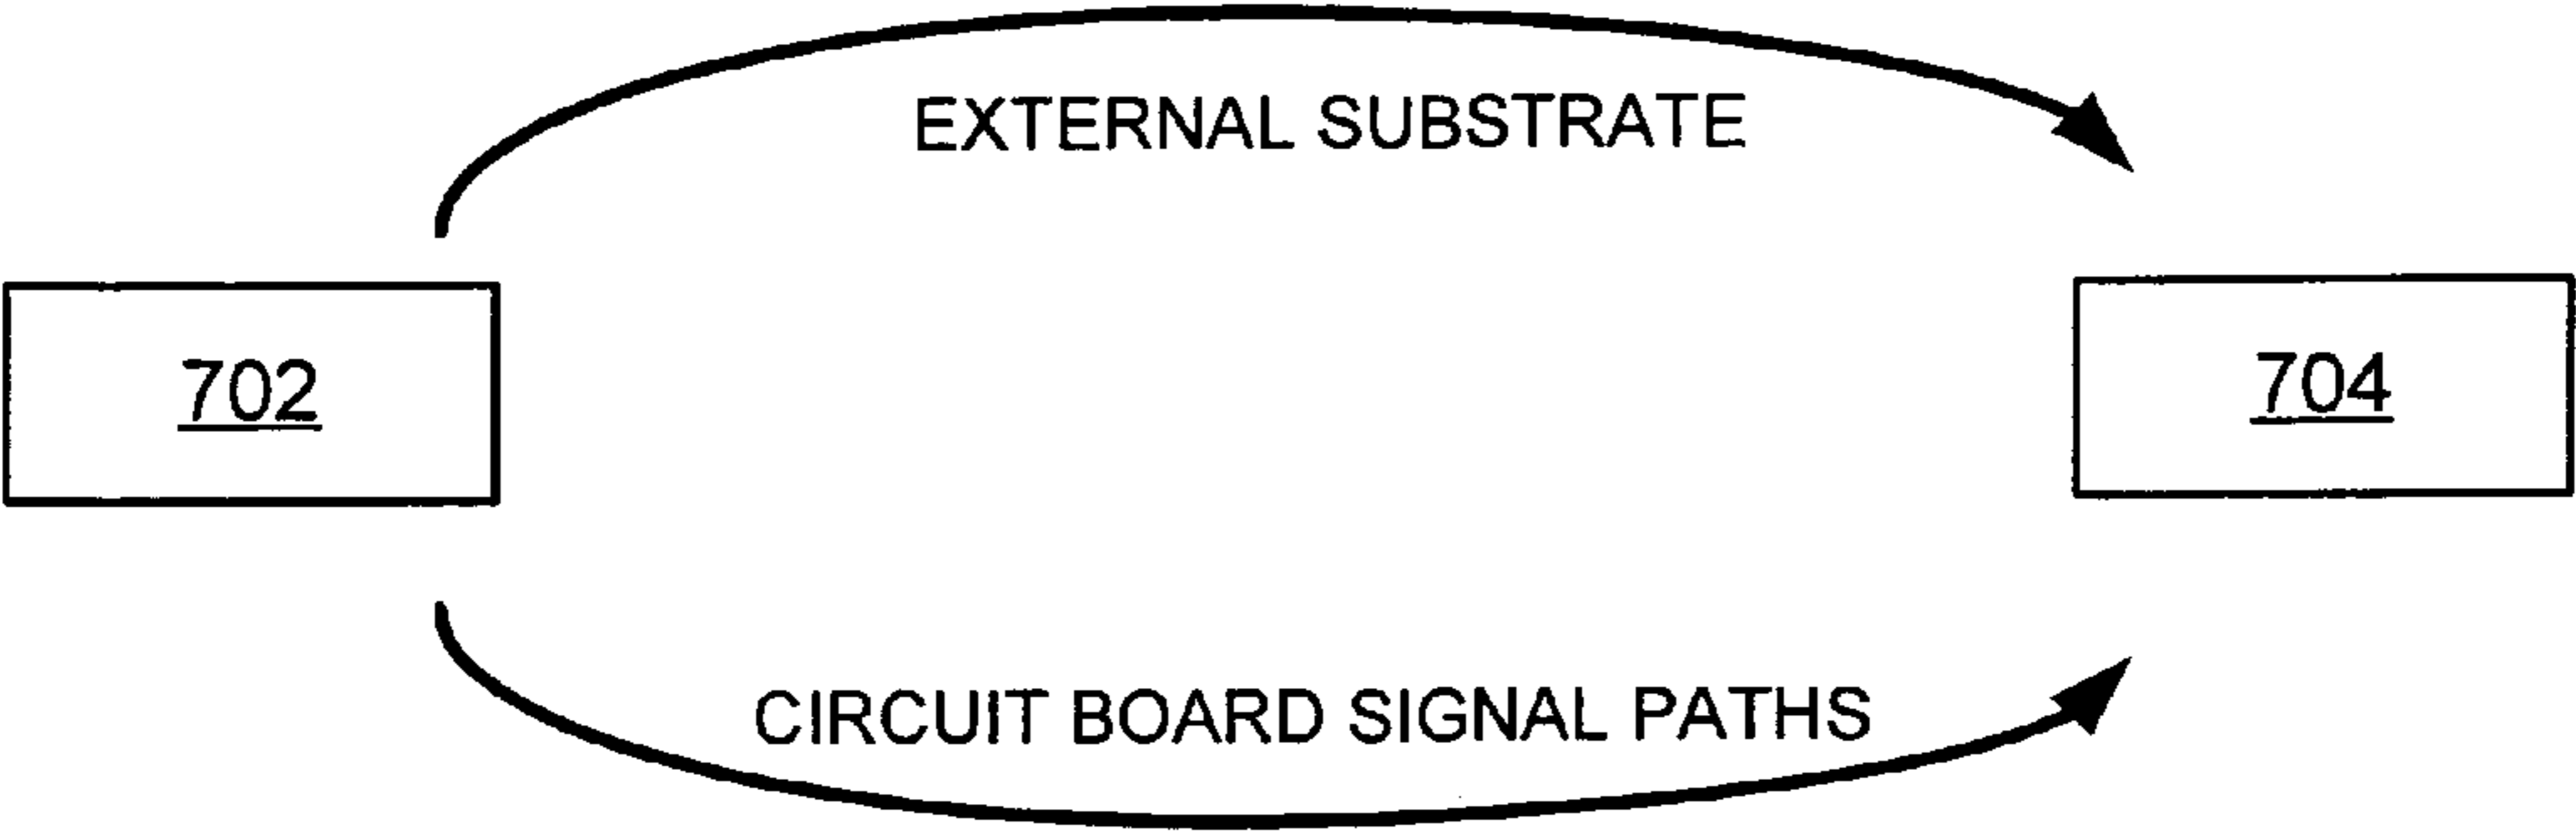 EXTERNAL SUBSTRATE
702
704
CIRCUIT BOARD SIGNAL PATHS